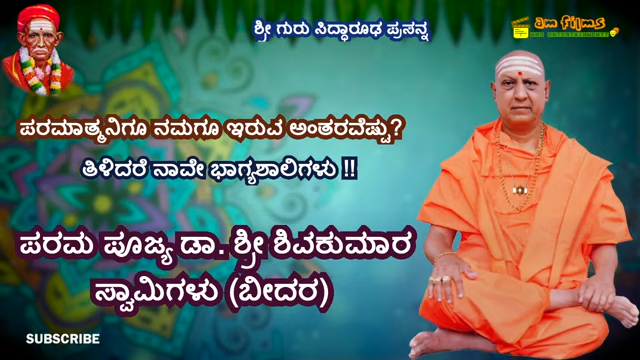 ಶ್ರೀ ಗುರು ಸಿದ್ಧಾರೂಢ ಪ್ರಸನ್ನ
ಪರಮಾತ್ಮನಿಗೂ ನಮಗೂ ಇರುವ ಅಂತರವೆಷ್ಟು?
ತಿಳಿದರೆ ನಾವೇ ಭಾಗ್ಯಶಾಲಿಗಳು !!
ಪರಮ ಪೂಜ್ಯ ಡಾ. ಶ್ರೀ ಶಿವಕುಮಾರ
ಸ್ವಾಮಿಗಳು (ಬೀದರ)
SUBSCRIBE